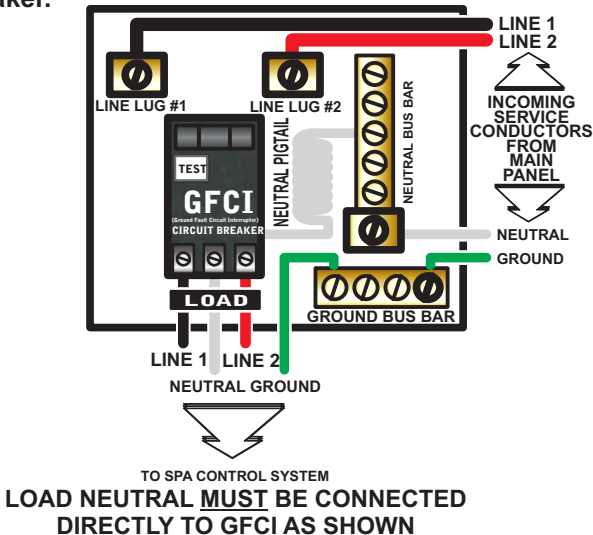 aker.
LINE 1
LINE 2
LINE LUG #1
LINE LUG #2
INCOMING
SERVICE
CONDUCTORS
FROM
MAIN
PANEL
NEUTRAL PIGTAIL
NEUTRAL BUS BAR
TEST
GFCI
(Ground Fault Circuit Interrupter)
CIRCUIT BREAKER
NEUTRAL
GROUND
LOAD
GROUND BUS BAR
LINE 1
LINE 2
NEUTRAL GROUND
TO SPA CONTROL SYSTEM
LOAD NEUTRAL MUST BE CONNECTED
DIRECTLY TO GFCI AS SHOWN